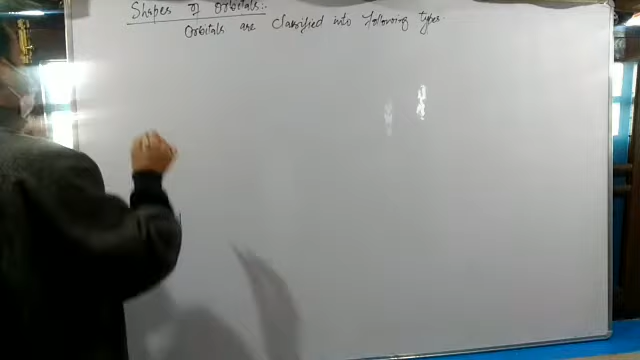 Shapes of orbitals:.
Orbitals are classified into following types.